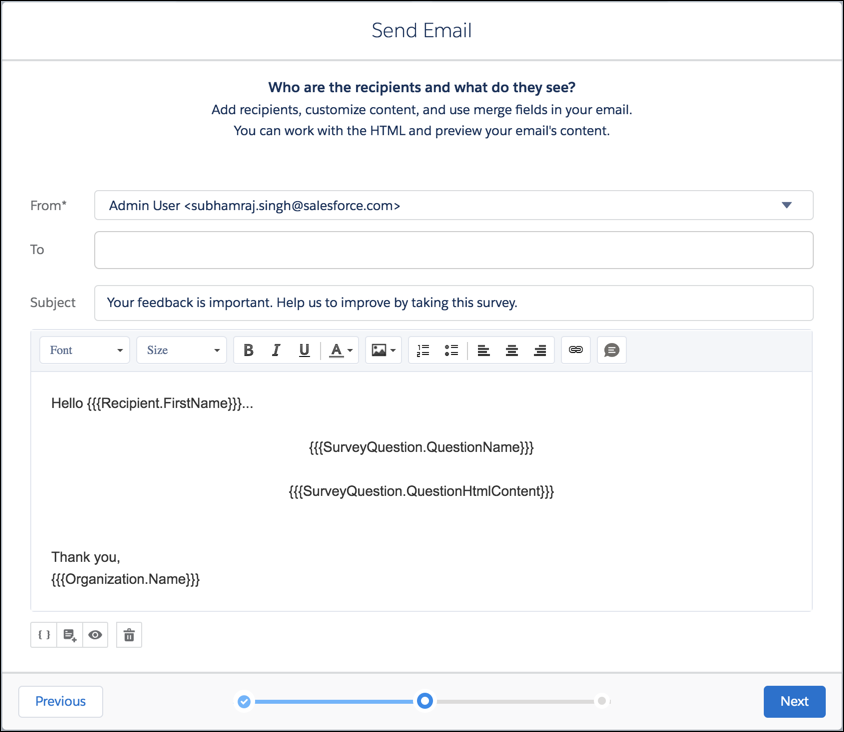 Send Email
Who are the recipients and what do they see?
Add recipients, customize content, and use merge fields in your email.
You can work with the HTML and preview your email's content.
From* Admin User <subhamraj.singh@salesforce.com>
To
Subject Your feedback is important. Help us to improve by taking this survey.
Font Size B I U A
Hello {{{Recipient.FirstName}}}...
{{{SurveyQuestion.QuestionName}}}
{{{SurveyQuestion.QuestionHtmlContent}}}
Thank you,
{{{Organization.Name}}}
{ }
Previous Next